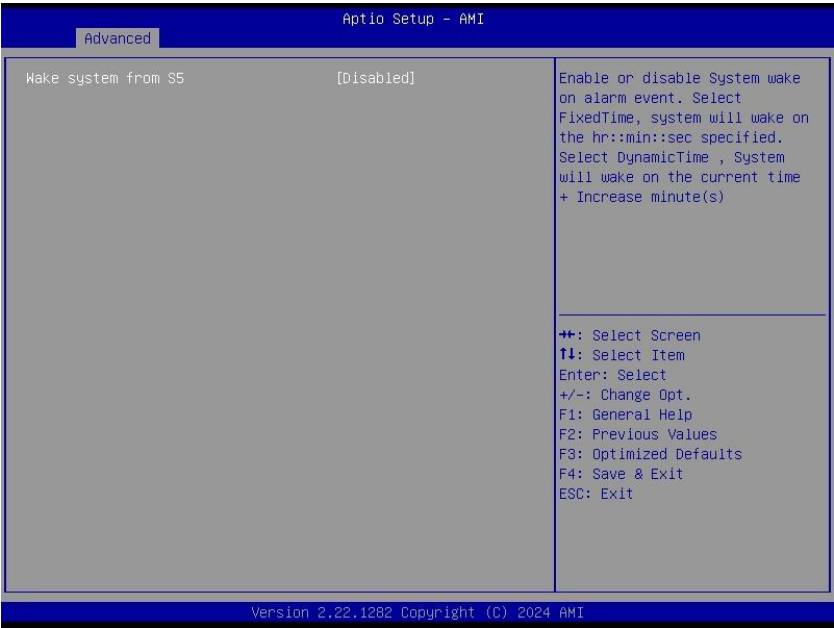 Aptio Setup - AMI
Advanced
Wake system from S5 [Disabled]
Enable or disable System wake
on alarm event. Select
FixedTime, system will wake on
the hr::min::sec specified.
Select DynamicTime , System
will wake on the current time
+ Increase minute(s)
→←: Select Screen
↑↓: Select Item
Enter: Select
+/-: Change Opt.
F1: General Help
F2: Previous Values
F3: Optimized Defaults
F4: Save & Exit
ESC: Exit
Version 2.22.1282 Copyright (C) 2024 AMI